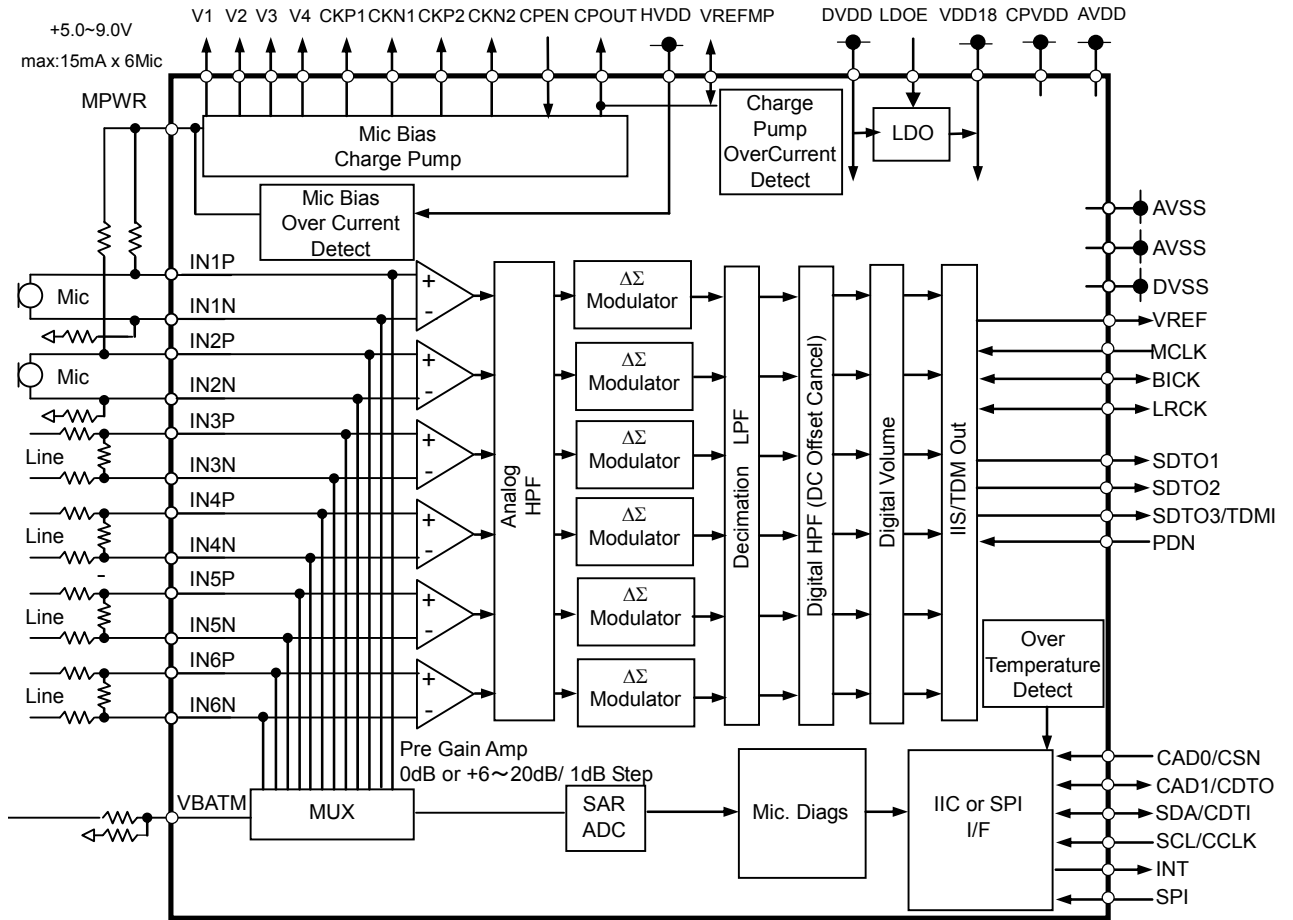 V1 V2 V3 V4 CKP1 CKN1 CKP2 CKN2 CPEN CPOUT HVDD VREFMP DVDD LDOE VDD18 CPVDD AVDD
+5.0~9.0V
max:15mA x 6Mic
MPWR
Mic Bias
Charge Pump
Charge
Pump
OverCurrent
Detect
LDO
Mic Bias
Over Current
Detect
AVSS
AVSS
DVSS
VREF
MCLK
BICK
LRCK
SDTO1
SDTO2
SDTO3/TDMI
PDN
IN1P
Mic
IN1N
IN2P
Mic
IN2N
IN3P
Line
IN3N
IN4P
Line
IN4N
-
IN5P
Line
IN5N
IN6P
Line
IN6N
+
-
+
-
+
-
+
-
+
-
+
-
Analog
HPF
ΔΣ
Modulator
ΔΣ
Modulator
ΔΣ
Modulator
ΔΣ
Modulator
ΔΣ
Modulator
ΔΣ
Modulator
Decimation LPF
Digital HPF (DC Offset Cancel)
Digital Volume
IIS/TDM Out
Over
Temperature
Detect
Pre Gain Amp
0dB or +6～20dB/ 1dB Step
VBATM
MUX
SAR
ADC
Mic. Diags
IIC or SPI
I/F
CAD0/CSN
CAD1/CDTO
SDA/CDTI
SCL/CCLK
INT
SPI